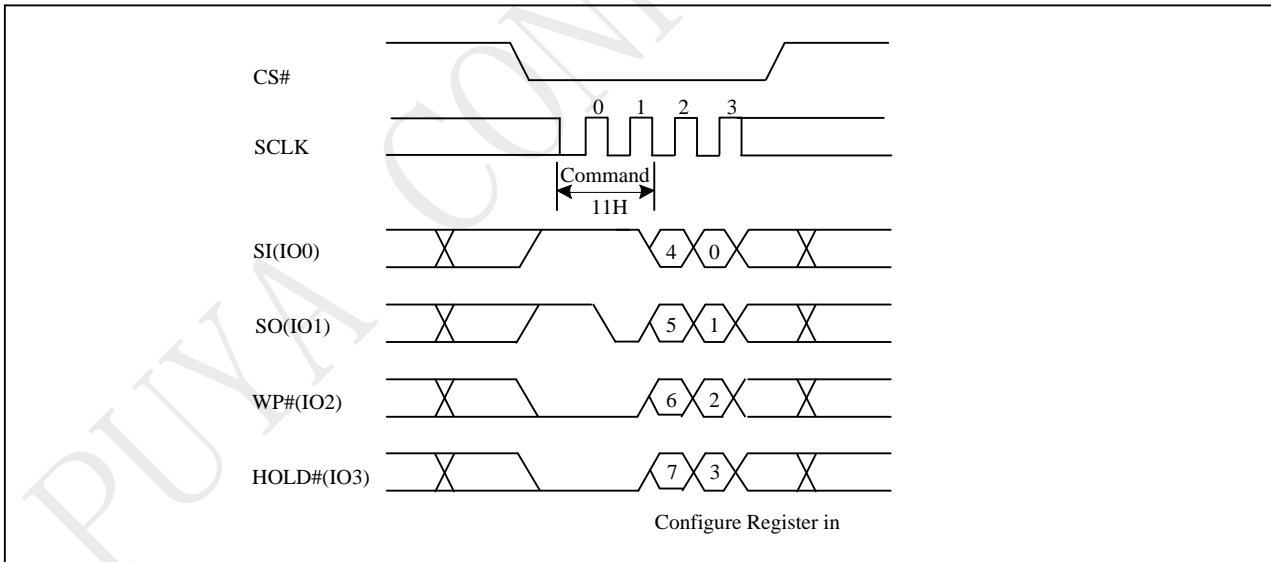 CS#
0 1 2 3
SCLK
Command
11H
SI(IO0)
4 0
SO(IO1)
5 1
WP#(IO2)
6 2
HOLD#(IO3)
7 3
Configure Register in
PUYA CON